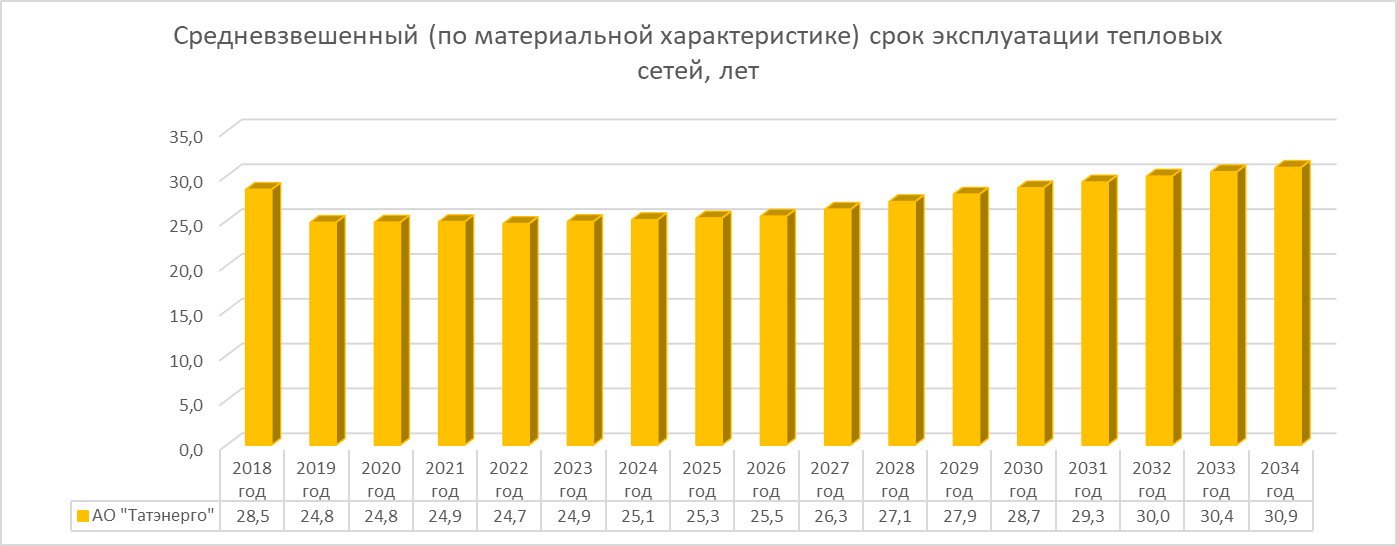 Средневзвешенный (по материальной характеристике) срок эксплуатации тепловых
сетей, лет
35,0
30,0
25,0
20,0
15,0
10,0
5,0
0,0
2018 2019 2020 2021 2022 2023 2024 2025 2026 2027 2028 2029 2030 2031 2032 2033 2034
год год год год год год год год год год год год год год год год год
АО "Татэнерго" 28,5 24,8 24,8 24,9 24,7 24,9 25,1 25,3 25,5 26,3 27,1 27,9 28,7 29,3 30,0 30,4 30,9